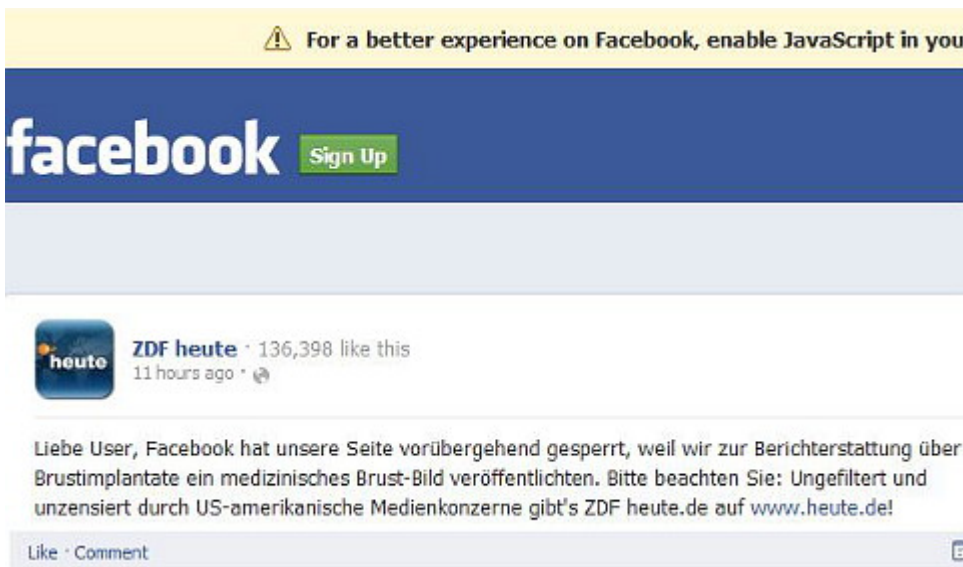 For a better experience on Facebook, enable JavaScript in you
facebook Sign Up
heute
ZDF heute · 136,398 like this
11 hours ago ·
Liebe User, Facebook hat unsere Seite vorübergehend gesperrt, weil wir zur Berichterstattung über
Brustimplantate ein medizinisches Brust-Bild veröffentlichten. Bitte beachten Sie: Ungefiltert und
unzensiert durch US-amerikanische Medienkonzerne gibt's ZDF heute.de auf www.heute.de!
Like · Comment